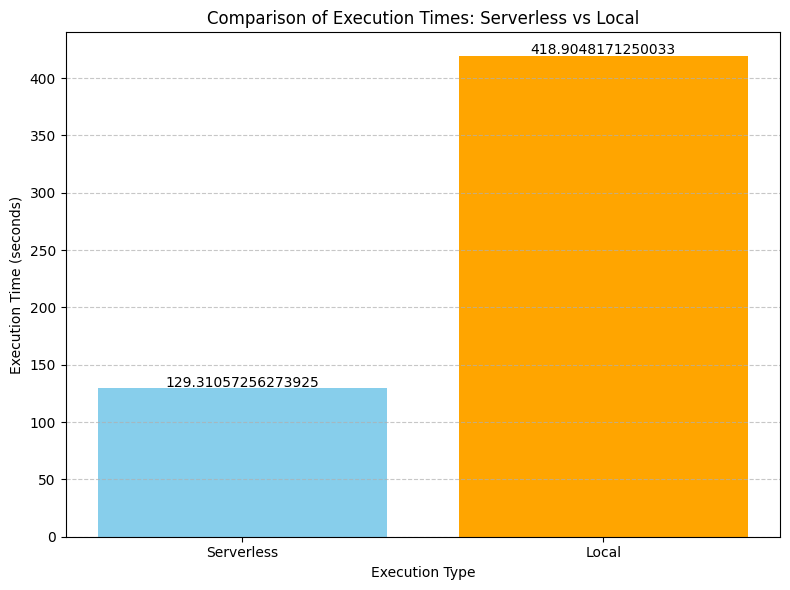 Comparison of Execution Times: Serverless vs Local
418.9048171250033
400
350
300
250
200
150
129.31057256273925
100
50
0
Execution Time (seconds)
Serverless
Local
Execution Type